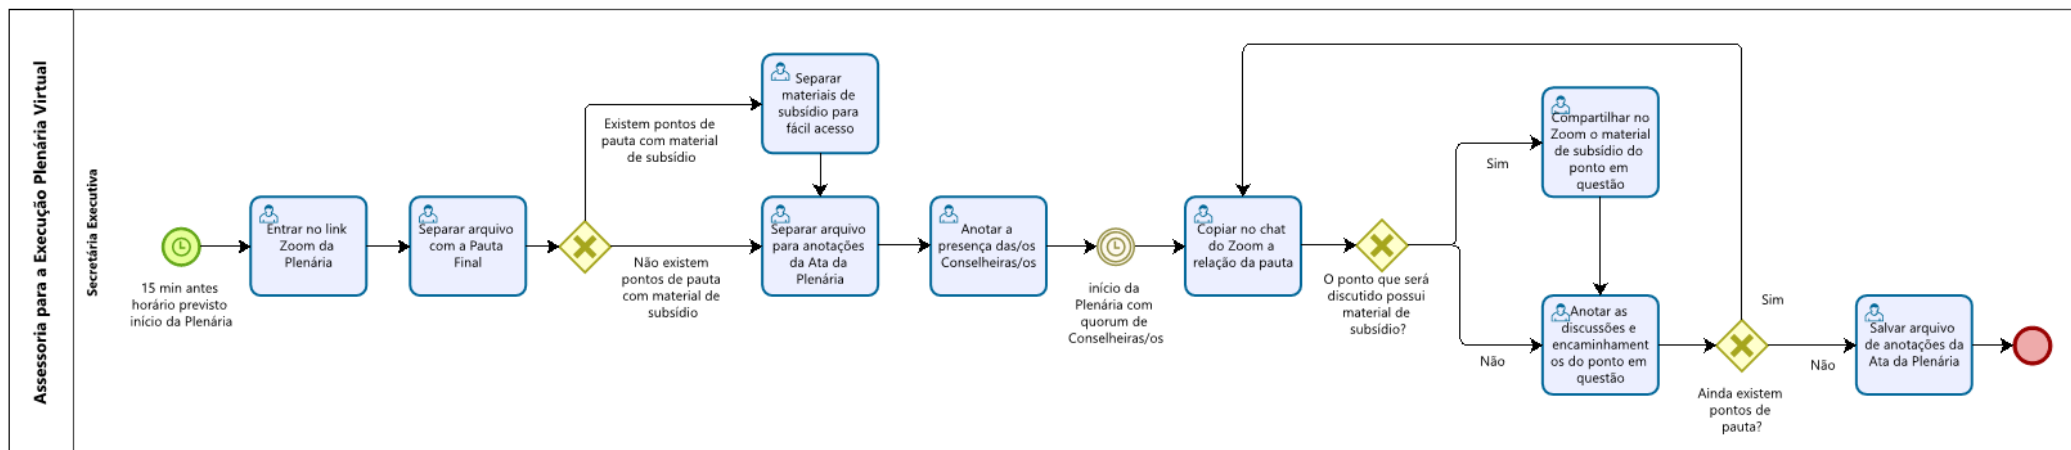 Assessoria para a Execução Plenária Virtual
Secretária Executiva
15 min antes
horário previsto
início da Plenária
Entrar no link
Zoom da
Plenária
Separar arquivo
com a Pauta
Final
Existem pontos de
pauta com material
de subsídio
Não existem
pontos de pauta
com material de
subsídio
Separar
materiais de
subsídio para
fácil acesso
Separar arquivo
para anotações
da Ata da
Plenária
Anotar a
presença das/os
Conselheiras/os
início da
Plenária com
quorum de
Conselheiras/os
Copiar no chat
do Zoom a
relação da pauta
O ponto que será
discutido possui
material de
subsídio?
Sim
Não
Compartilhar no
Zoom o material
de subsídio do
ponto em
questão
Anotar as
discussões e
encaminhament
os do ponto em
questão
Ainda existem
pontos de
pauta?
Sim
Não
Salvar arquivo
de anotações da
Ata da Plenária